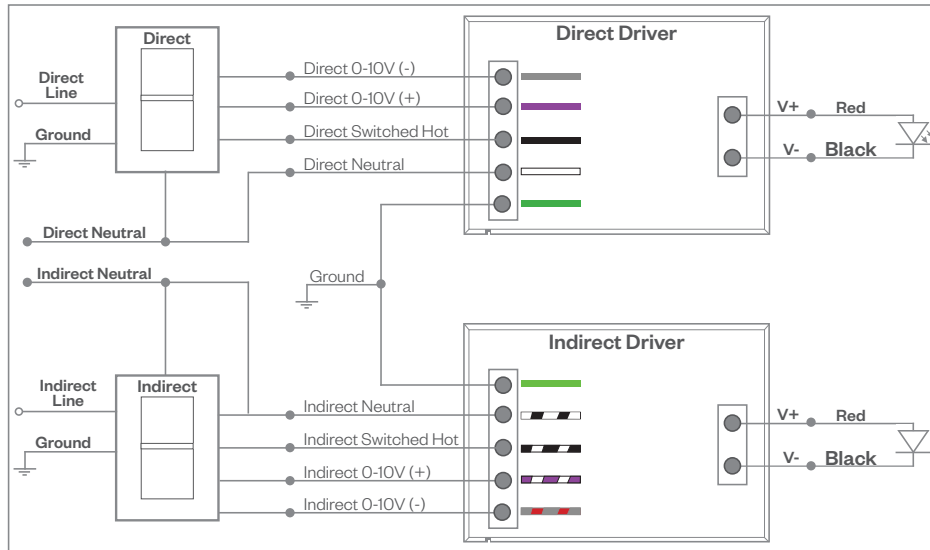 Direct
Direct Driver
Direct
Line
Ground
Direct 0-10V (-)
Direct 0-10V (+)
Direct Switched Hot
Direct Neutral
V+
Red
V-
Black
Direct Neutral
Indirect Neutral
Ground
Indirect Driver
Indirect
Indirect
Line
Ground
Indirect Neutral
Indirect Switched Hot
Indirect 0-10V (+)
Indirect 0-10V (-)
V+
Red
V-
Black